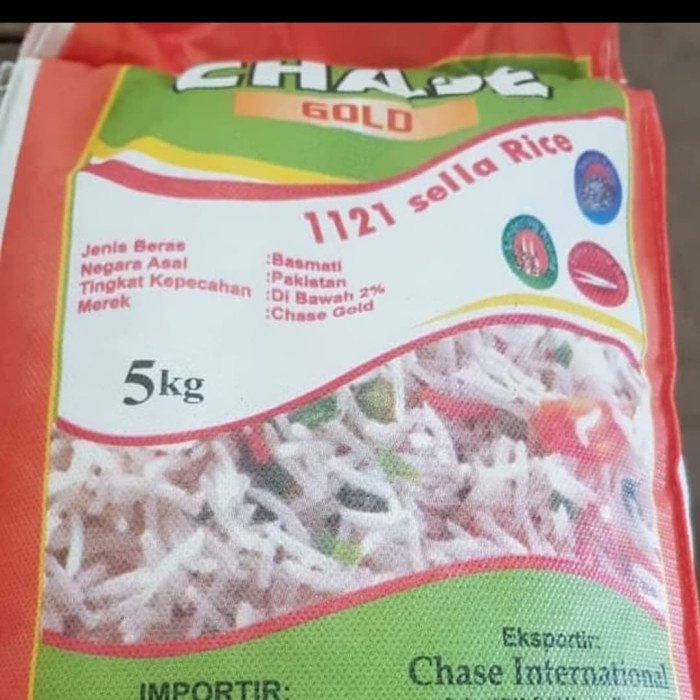 CHASE
GOLD
1121 sella Rice
Jenis Beras :Basmati
Negara Asal :Pakistan
Tingkat Kepecahan :Di Bawah 2%
Merek :Chase Gold
5kg
Eksportir:
Chase International
IMPORTIR: